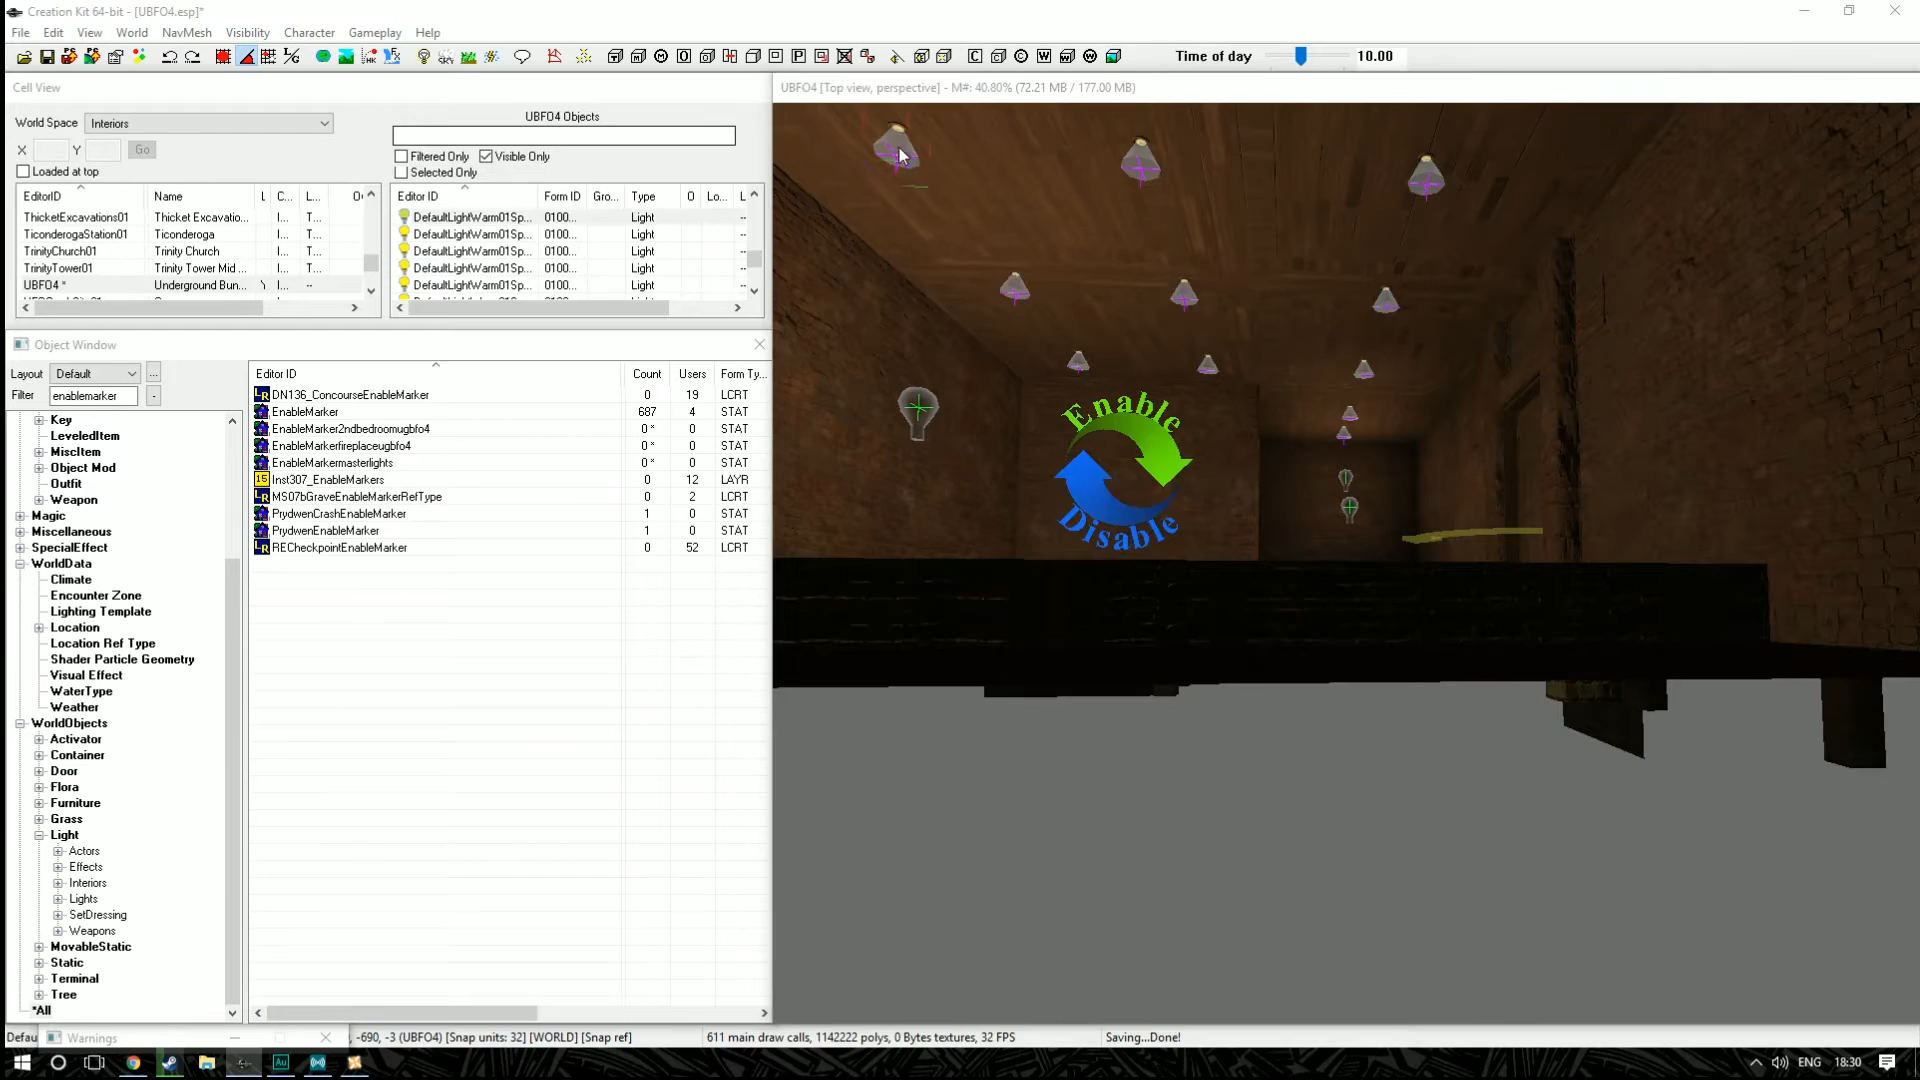 Creation Kit 64-bit - [UBFO4.esp]*
File Edit View World NavMesh Visibility Character Gameplay Help
Time of day 10.00
Cell View
World Space Interiors
X Y Go
Loaded at top
EditorID Name L C... L...
ThicketExcavations01 Thicket Excavatio... I... T...
TiconderogaStation01 Ticonderoga I... T...
TrinityChurch01 Trinity Church I... T...
TrinityTower01 Trinity Tower Mid ... I... T...
UBFO4 * Underground Bun... Y I... --
UBFO4 Objects
Filtered Only Visible Only
Selected Only
Editor ID Form ID Gro... Type O Lo... L
DefaultLightWarm01Sp... 0100... Light --
DefaultLightWarm01Sp... 0100... Light --
DefaultLightWarm01Sp... 0100... Light --
DefaultLightWarm01Sp... 0100... Light --
DefaultLightWarm01Sp... 0100... Light --
UBFO4 [Top view, perspective] - M#: 40.80% (72.21 MB / 177.00 MB)
Enable
Disable
Object Window
Layout Default ...
Filter enablemarker -
Key
LeveledItem
MiscItem
Object Mod
Outfit
Weapon
Magic
Miscellaneous
SpecialEffect
WorldData
Climate
Encounter Zone
Lighting Template
Location
Location Ref Type
Shader Particle Geometry
Visual Effect
WaterType
Weather
WorldObjects
Activator
Container
Door
Flora
Furniture
Grass
Light
Actors
Effects
Interiors
Lights
SetDressing
Weapons
MovableStatic
Static
Terminal
Tree
*All
Editor ID Count Users Form Ty...
DN136_ConcourseEnableMarker 0 19 LCRT
EnableMarker 687 4 STAT
EnableMarker2ndbedroomugbfo4 0 * 0 STAT
EnableMarkerfireplaceugbfo4 0 * 0 STAT
EnableMarkermasterlights 0 * 0 STAT
Inst307_EnableMarkers 0 12 LAYR
MS07bGraveEnableMarkerRefType 0 2 LCRT
PrydwenCrashEnableMarker 1 0 STAT
PrydwenEnableMarker 1 0 STAT
RECheckpointEnableMarker 0 52 LCRT
Defau Warnings , -690, -3 (UBFO4) [Snap units: 32] [WORLD] [Snap ref] 611 main draw calls, 1142222 polys, 0 Bytes textures, 32 FPS Saving...Done!
Au ENG 18:30